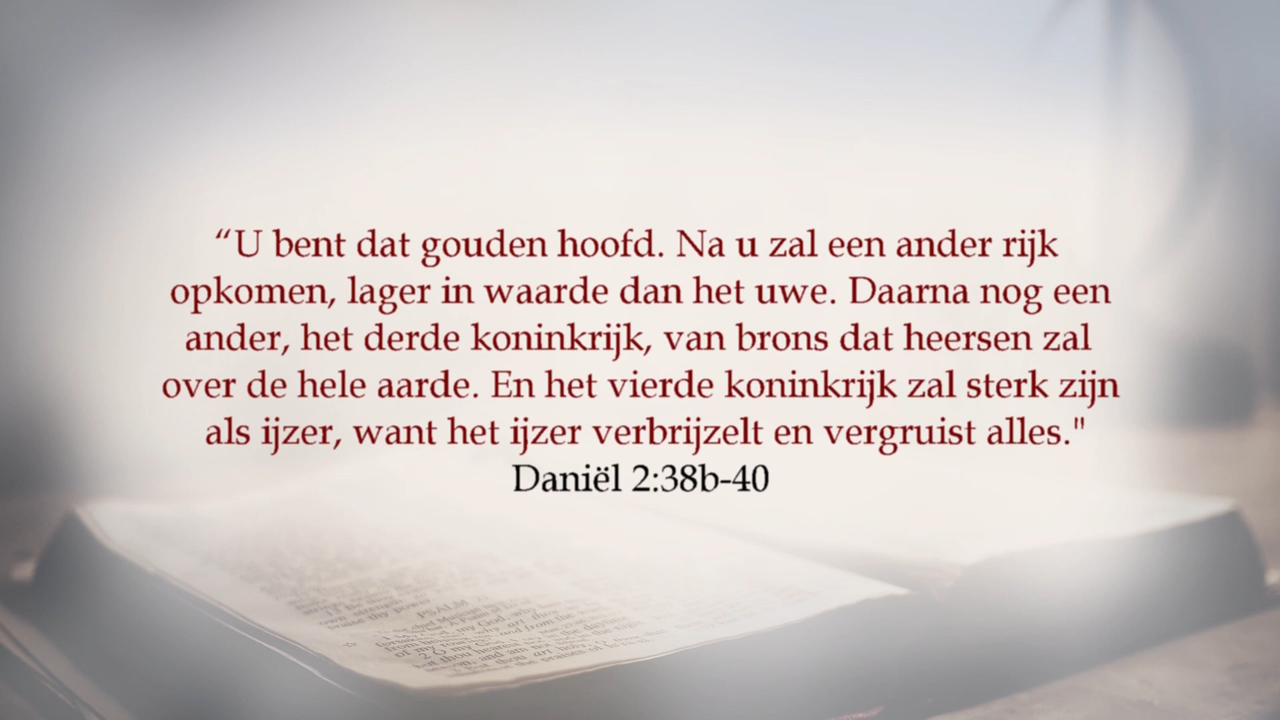 “U bent dat gouden hoofd. Na u zal een ander rijk
opkomen, lager in waarde dan het uwe. Daarna nog een
ander, het derde koninkrijk, van brons dat heersen zal
over de hele aarde. En het vierde koninkrijk zal sterk zijn
als ijzer, want het ijzer verbrijzelt en vergruist alles."
Daniël 2:38b-40
PSALM